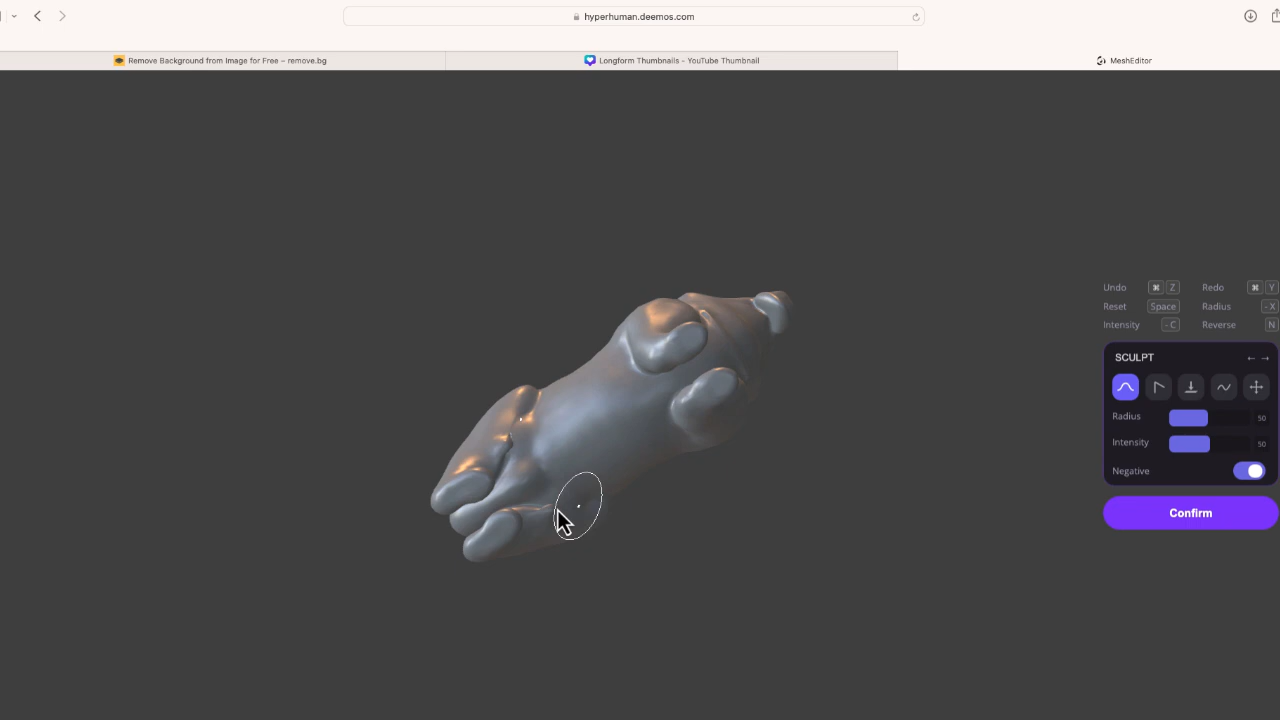 hyperhuman.deemos.com
Remove Background from Image for Free – remove.bg
Longform Thumbnails - YouTube Thumbnail
MeshEditor
Undo ⌘ Z Redo ⌘ Y
Reset Space Radius - X
Intensity - C Reverse N
SCULPT ← →
Radius 50
Intensity 50
Negative
Confirm